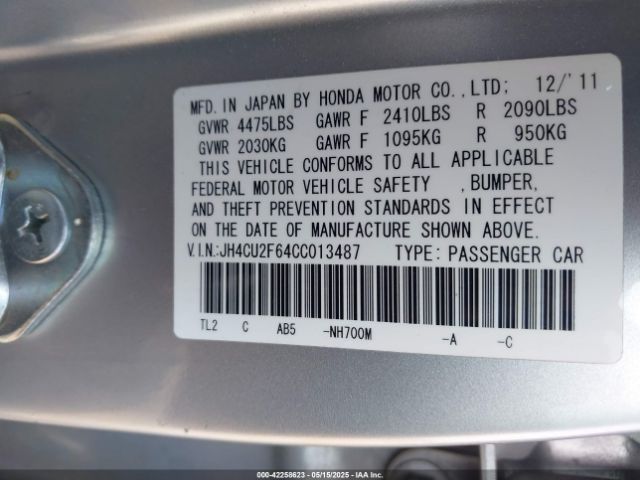 MFD. IN JAPAN BY HONDA MOTOR CO., LTD; 12/'11
GVWR 4475LBS GAWR F 2410LBS R 2090LBS
GVWR 2030KG GAWR F 1095KG R 950KG
THIS VEHICLE CONFORMS TO ALL APPLICABLE
FEDERAL MOTOR VEHICLE SAFETY , BUMPER,
AND THEFT PREVENTION STANDARDS IN EFFECT
ON THE DATE OF MANUFACTURE SHOWN ABOVE.
V.I.N.:JH4CU2F64CC013487 TYPE: PASSENGER CAR
TL2 C AB5 -NH700M -A -C
000-42258623 - 05/15/2025 - IAA Inc.